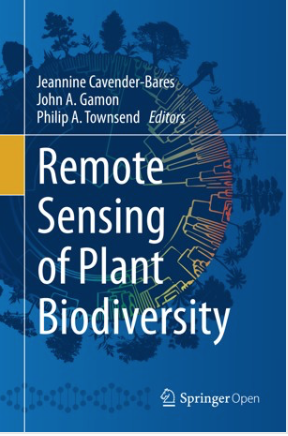 Jeannine Cavender-Bares
John A. Gamon
Philip A. Townsend Editors
Remote
Sensing
of Plant
Biodiversity
Springer Open